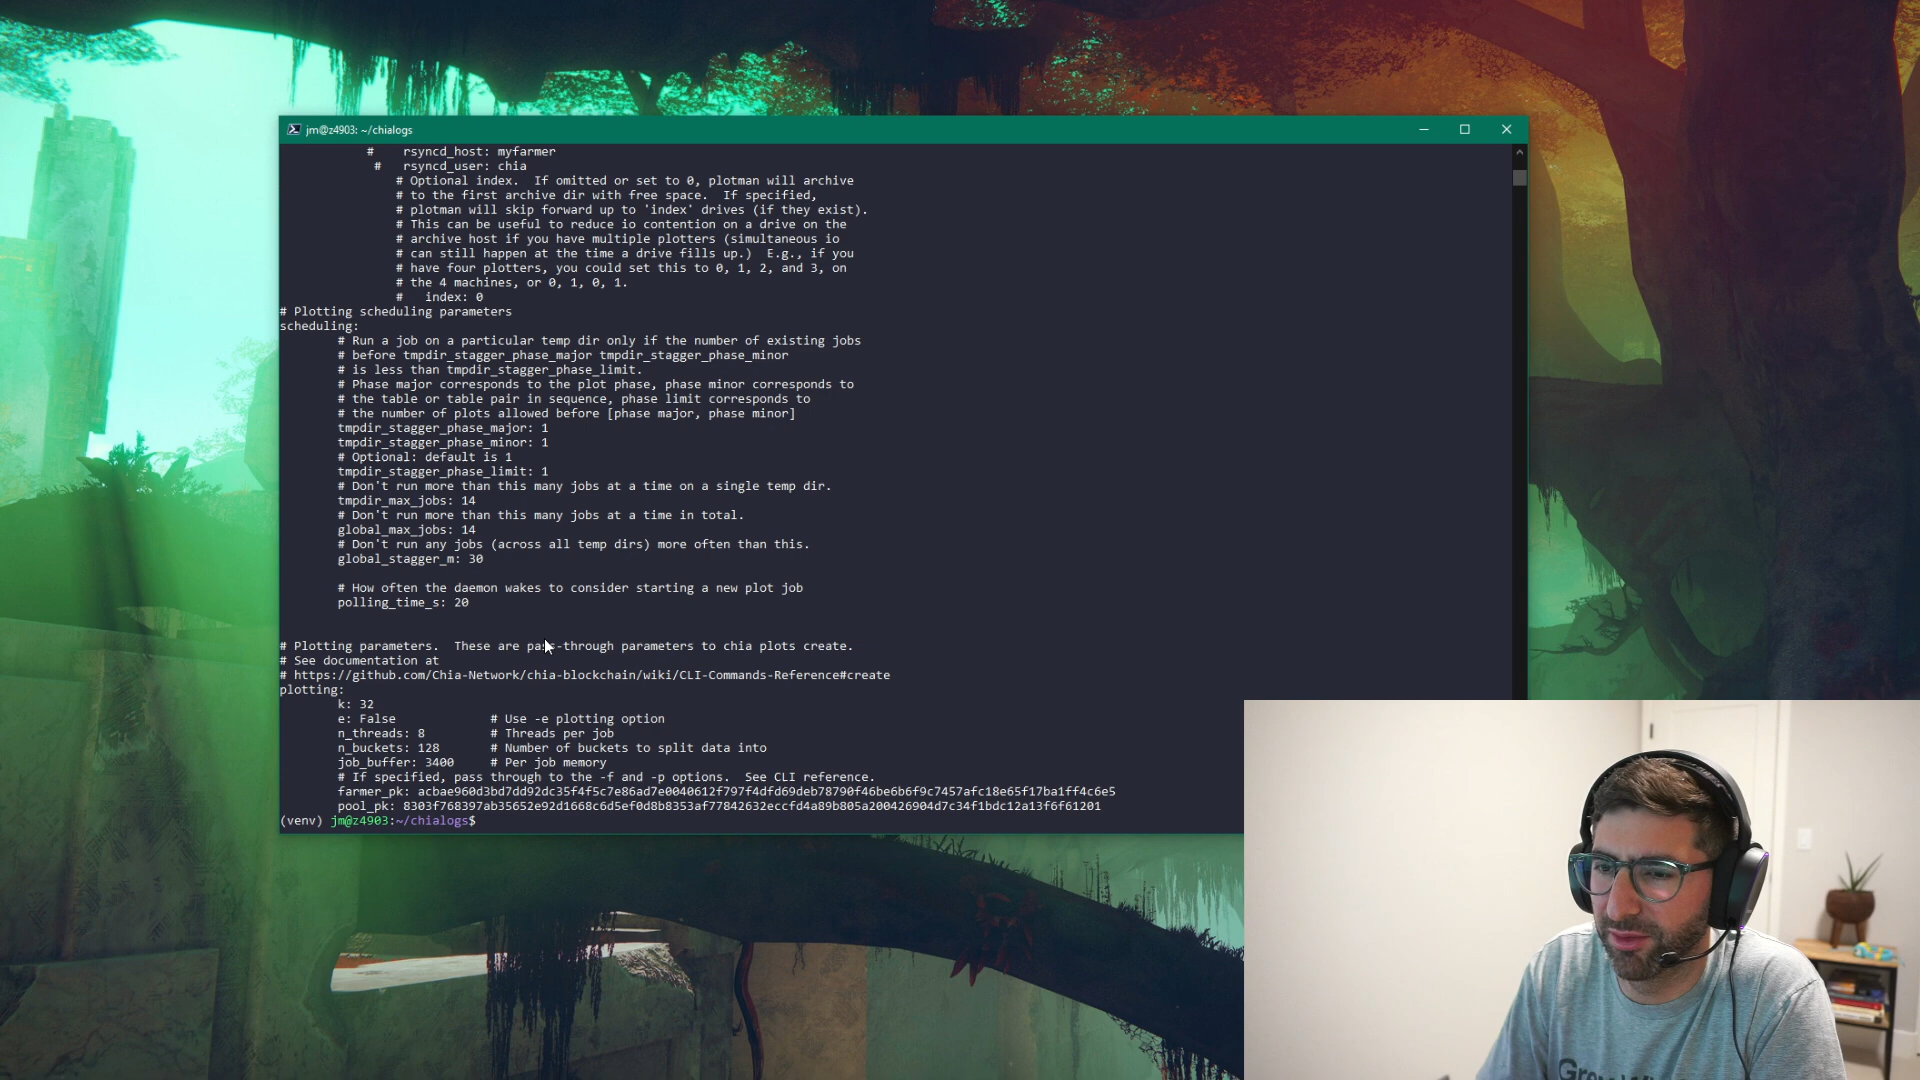 jm@z4903: ~/chialogs
#    rsyncd_host: myfarmer
#   rsyncd_user: chia
# Optional index.  If omitted or set to 0, plotman will archive
# to the first archive dir with free space.  If specified,
# plotman will skip forward up to 'index' drives (if they exist).
# This can be useful to reduce io contention on a drive on the
# archive host if you have multiple plotters (simultaneous io
# can still happen at the time a drive fills up.)  E.g., if you
# have four plotters, you could set this to 0, 1, 2, and 3, on
# the 4 machines, or 0, 1, 0, 1.
#   index: 0
# Plotting scheduling parameters
scheduling:
# Run a job on a particular temp dir only if the number of existing jobs
# before tmpdir_stagger_phase_major tmpdir_stagger_phase_minor
# is less than tmpdir_stagger_phase_limit.
# Phase major corresponds to the plot phase, phase minor corresponds to
# the table or table pair in sequence, phase limit corresponds to
# the number of plots allowed before [phase major, phase minor]
tmpdir_stagger_phase_major: 1
tmpdir_stagger_phase_minor: 1
# Optional: default is 1
tmpdir_stagger_phase_limit: 1
# Don't run more than this many jobs at a time on a single temp dir.
tmpdir_max_jobs: 14
# Don't run more than this many jobs at a time in total.
global_max_jobs: 14
# Don't run any jobs (across all temp dirs) more often than this.
global_stagger_m: 30
# How often the daemon wakes to consider starting a new plot job
polling_time_s: 20
# Plotting parameters.  These are pass-through parameters to chia plots create.
# See documentation at
# https://github.com/Chia-Network/chia-blockchain/wiki/CLI-Commands-Reference#create
plotting:
k: 32
e: False             # Use -e plotting option
n_threads: 8         # Threads per job
n_buckets: 128       # Number of buckets to split data into
job_buffer: 3400     # Per job memory
# If specified, pass through to the -f and -p options.  See CLI reference.
farmer_pk: acbae960d3bd7dd92dc35f4f5c7e86ad7e0040612f797f4dfd69deb78790f46be6b6f9c7457afc18e65f17ba1ff4c6e5
pool_pk: 8303f768397ab35652e92d1668c6d5ef0d8b8353af77842632eccfd4a89b805a200426904d7c34f1bdc12a13f6f61201
(venv) jm@z4903:~/chialogs$